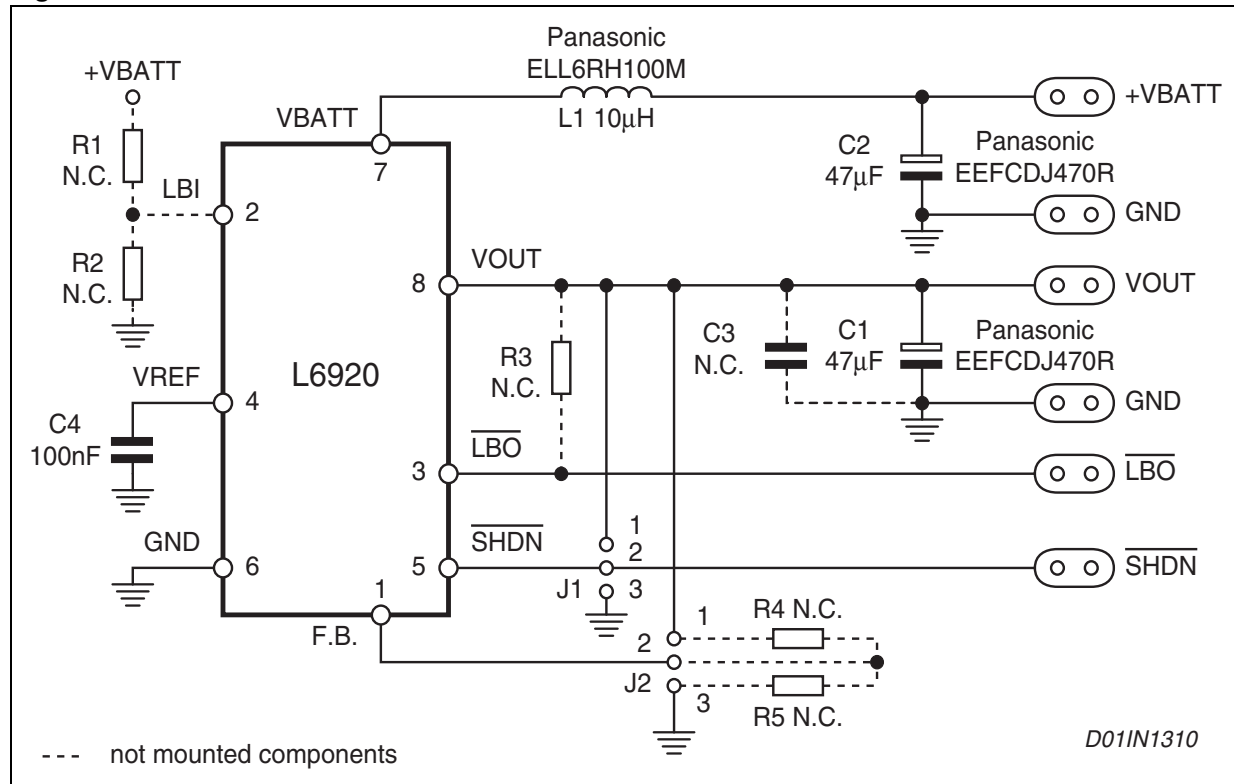 Panasonic
ELL6RH100M
L1 10µH
+VBATT
+VBATT
VBATT
7
R1
N.C.
LBI
2
C2
47µF
Panasonic
EEFCDJ470R
GND
R2
N.C.
VOUT
8
VOUT
VREF
4
L6920
R3
N.C.
C3
N.C.
C1
47µF
Panasonic
EEFCDJ470R
GND
C4
100nF
LBO
3
LBO
GND
6
SHDN
5
1
2
J1
3
SHDN
1
F.B.
1
R4 N.C.
2
J2
3
R5 N.C.
--- not mounted components
D01IN1310